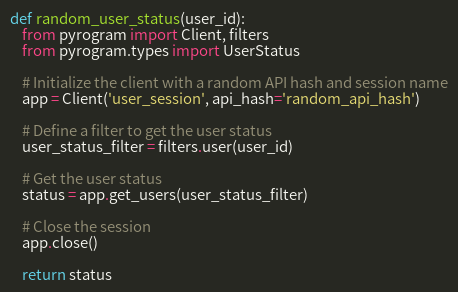 def random_user_status(user_id):
from pyrogram import Client, filters
from pyrogram.types import UserStatus
# Initialize the client with a random API hash and session name
app = Client('user_session', api_hash='random_api_hash')
# Define a filter to get the user status
user_status_filter = filters.user(user_id)
# Get the user status
status = app.get_users(user_status_filter)
# Close the session
app.close()
return status